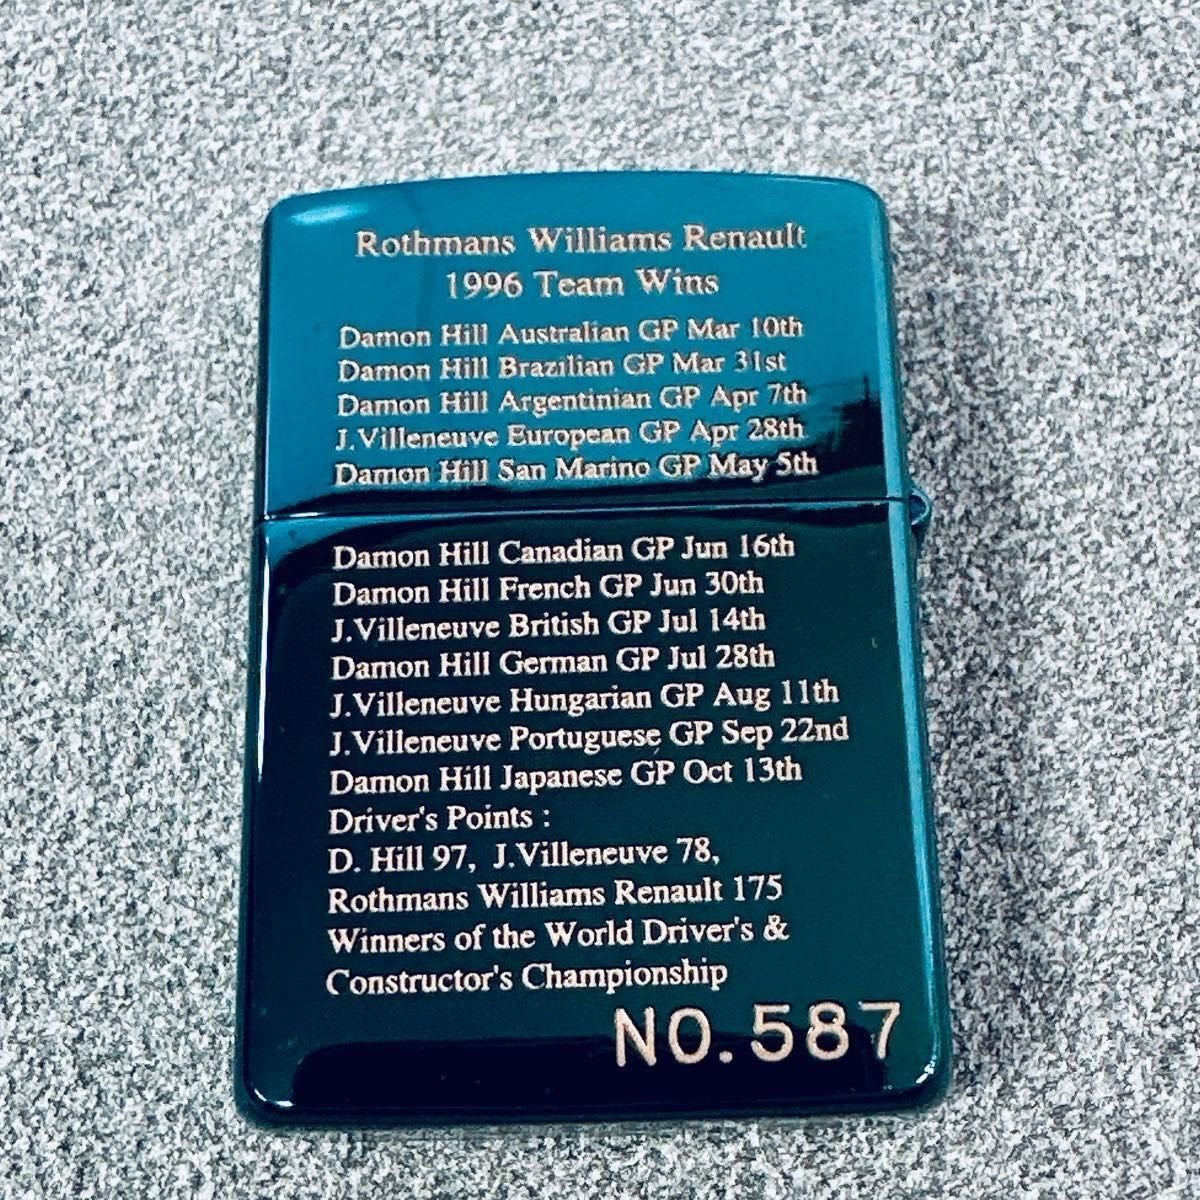 Rothmans Williams Renault
1996 Team Wins
Damon Hill Australian GP Mar 10th
Damon Hill Brazilian GP Mar 31st
Damon Hill Argentinian GP Apr 7th
J.Villeneuve European GP Apr 28th
Damon Hill San Marino GP May 5th
Damon Hill Canadian GP Jun 16th
Damon Hill French GP Jun 30th
J.Villeneuve British GP Jul 14th
Damon Hill German GP Jul 28th
J.Villeneuve Hungarian GP Aug 11th
J.Villeneuve Portuguese GP Sep 22nd
Damon Hill Japanese GP Oct 13th
Driver's Points :
D. Hill 97, J.Villeneuve 78,
Rothmans Williams Renault 175
Winners of the World Driver's &
Constructor's Championship
NO.587